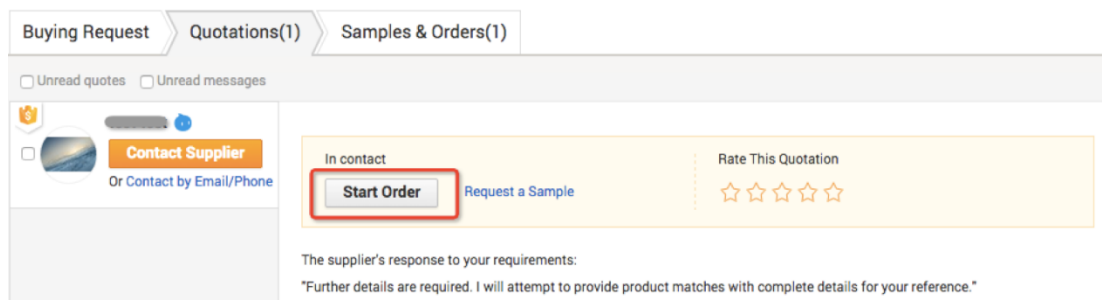 Buying Request
Quotations(1)
Samples & Orders(1)
Unread quotes
Unread messages
Contact Supplier
Or Contact by Email/Phone
In contact
Start Order
Request a Sample
Rate This Quotation
The supplier's response to your requirements:
"Further details are required. I will attempt to provide product matches with complete details for your reference."